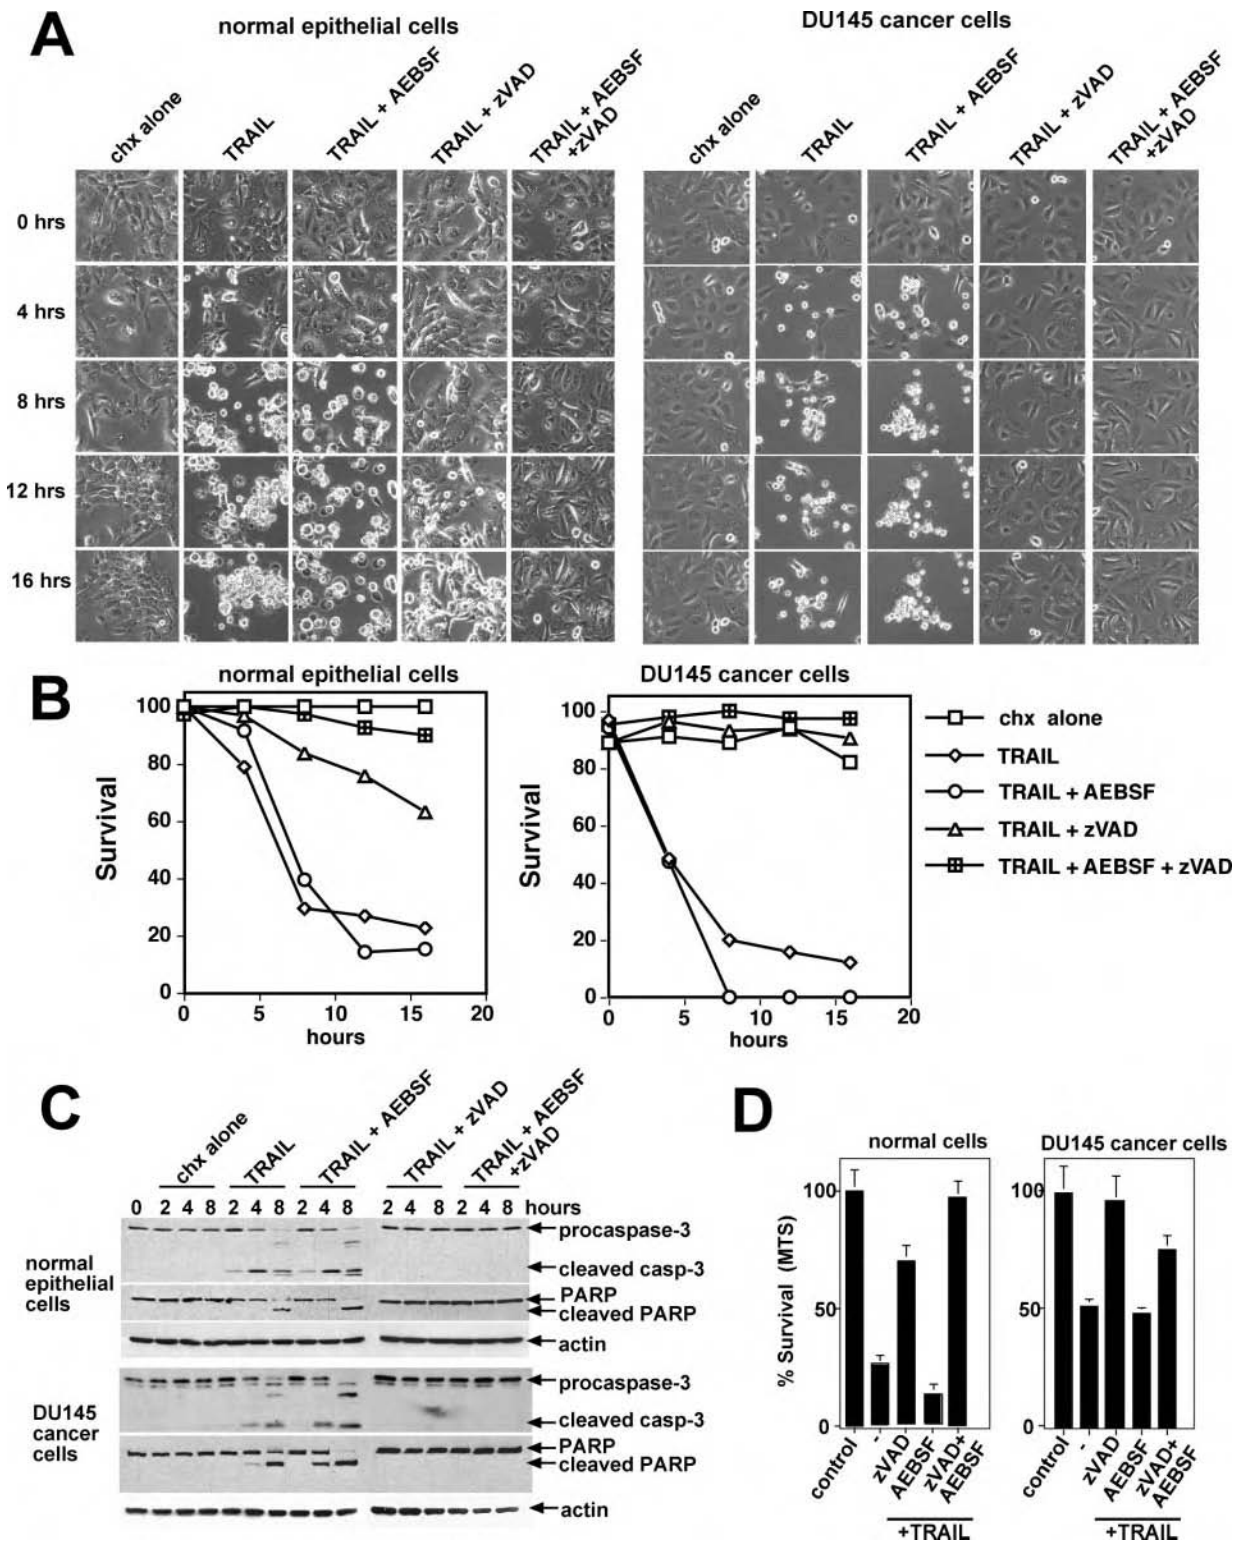 A
normal epithelial cells
DU145 cancer cells
chx alone
TRAIL
TRAIL + AEBSF
TRAIL + zVAD
TRAIL + AEBSF
+zVAD
chx alone
TRAIL
TRAIL + AEBSF
TRAIL + zVAD
TRAIL + AEBSF
+zVAD
0 hrs
4 hrs
8 hrs
12 hrs
16 hrs
B
normal epithelial cells
100
80
60
40
20
0
Survival
0 5 10 15 20
hours
DU145 cancer cells
100
80
60
40
20
0
Survival
0 5 10 15 20
hours
chx alone
TRAIL
TRAIL + AEBSF
TRAIL + zVAD
TRAIL + AEBSF + zVAD
C
chx alone
TRAIL
TRAIL + AEBSF
TRAIL + zVAD
TRAIL + AEBSF
+zVAD
0 2 4 8 2 4 8 2 4 8 2 4 8 2 4 8 hours
normal
epithelial
cells
procaspase-3
cleaved casp-3
PARP
cleaved PARP
actin
DU145
cancer
cells
procaspase-3
cleaved casp-3
PARP
cleaved PARP
actin
D
normal cells
% Survival (MTS)
100
50
0
control
-
zVAD
AEBSF
zVAD+
AEBSF
+TRAIL
DU145 cancer cells
100
50
0
control
-
zVAD
AEBSF
zVAD+
AEBSF
+TRAIL